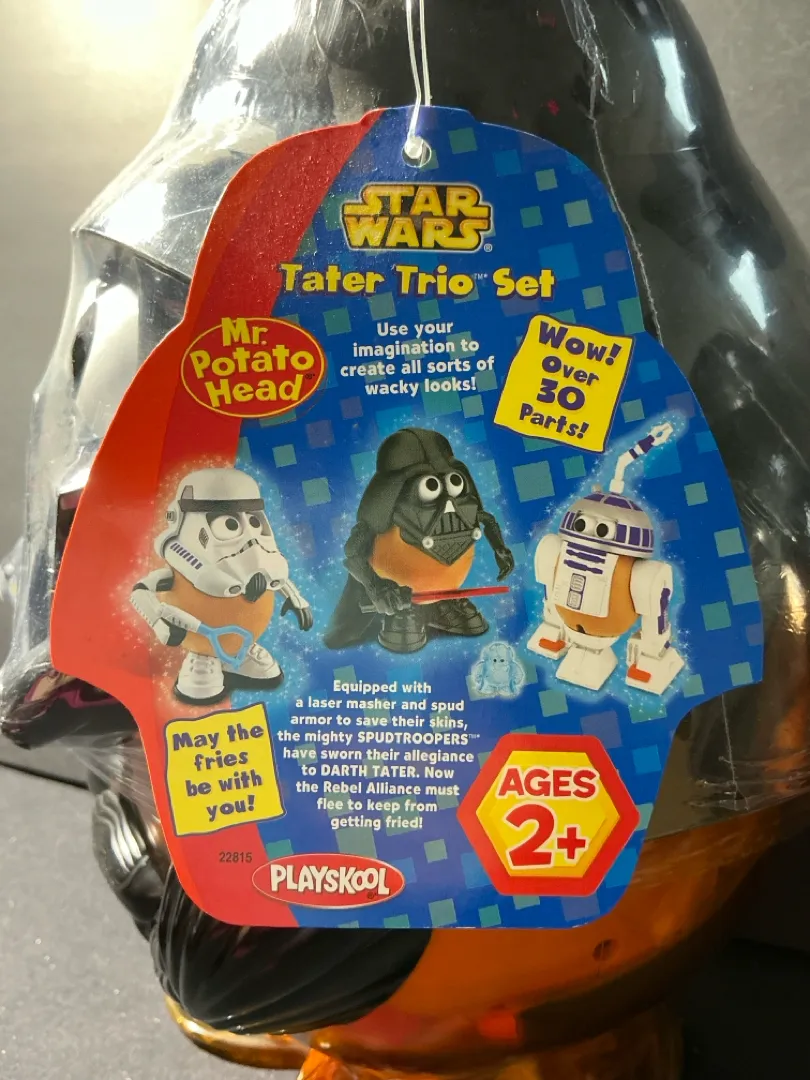 STAR
WARS®
Tater Trio™* Set
Mr.
Potato
Head®
Use your
imagination to
create all sorts of
wacky looks!
Wow!
Over
30
Parts!
Equipped with
a laser masher and spud
armor to save their skins,
the mighty SPUDTROOPERS™*
have sworn their allegiance
to DARTH TATER. Now
the Rebel Alliance must
flee to keep from
getting fried!
May the
fries
be with
you!
AGES
2+
22815
PLAYSKOOL®